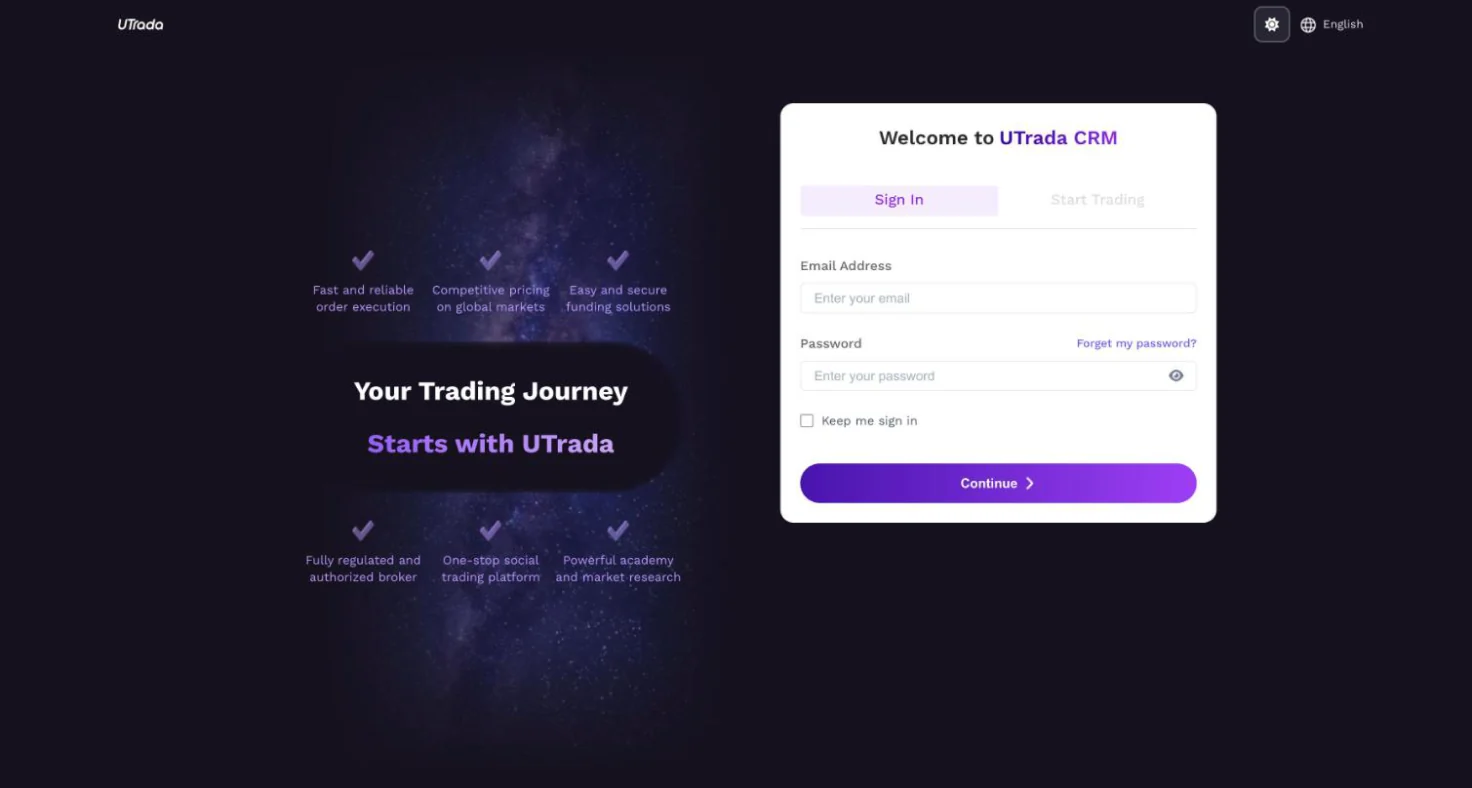 UTrada
English
Fast and reliable
order execution
Competitive pricing
on global markets
Easy and secure
funding solutions
Your Trading Journey
Starts with UTrada
Fully regulated and
authorized broker
One-stop social
trading platform
Powerful academy
and market research
Welcome to UTrada CRM
Sign In
Start Trading
Email Address
Enter your email
Password
Forget my password?
Enter your password
Keep me sign in
Continue